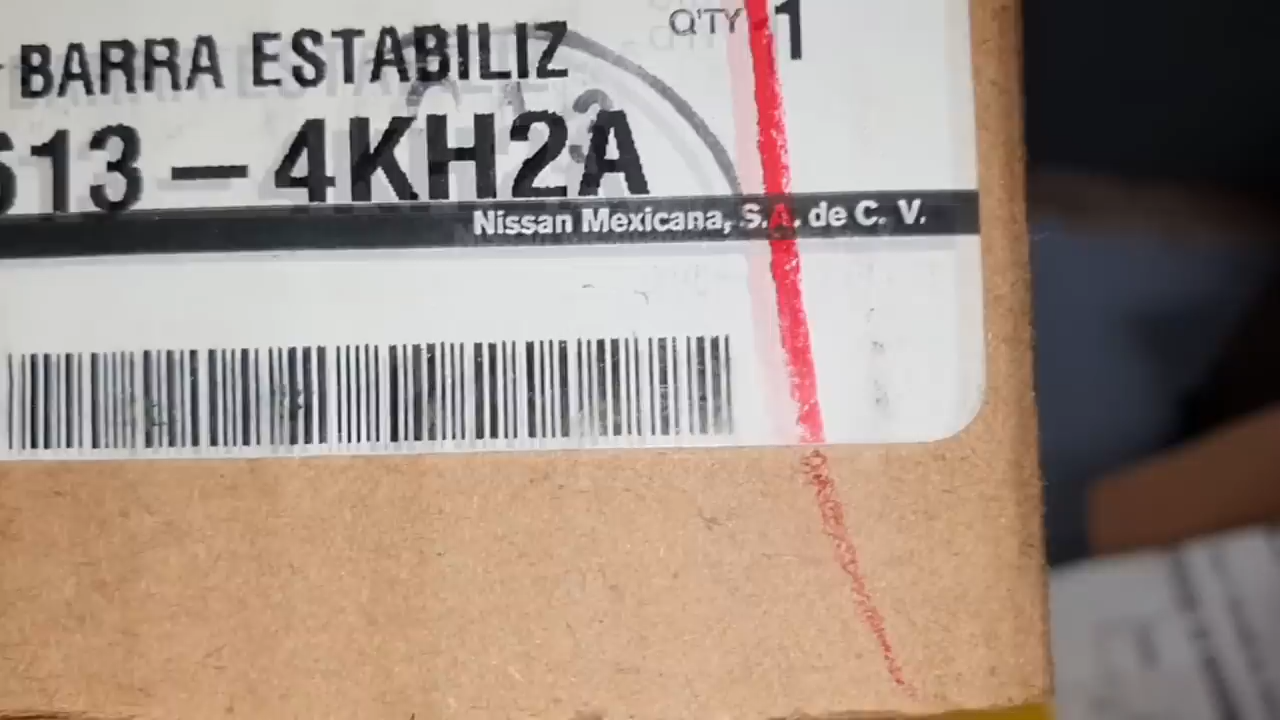 Q'TY 1
BARRA ESTABILIZ
613-4KH2A
Nissan Mexicana, S.A. de C. V.